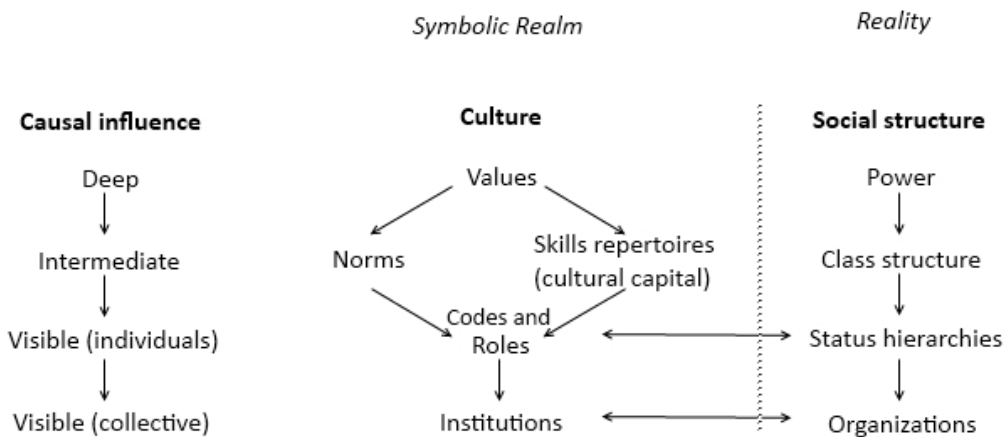 Symbolic Realm
Reality
Causal influence
Culture
Social structure
Deep
Values
Power
Intermediate
Norms
Skills repertoires
(cultural capital)
Class structure
Visible (individuals)
Codes and
Roles
Status hierarchies
Visible (collective)
Institutions
Organizations